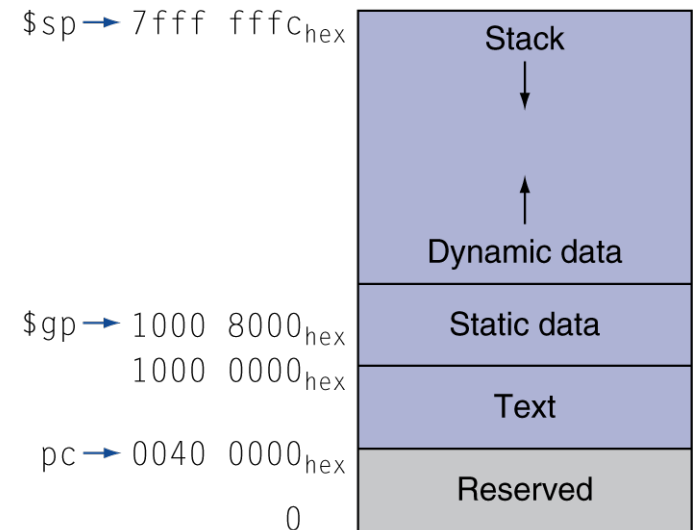 $sp → 7fff fffc hex
Stack
Dynamic data
$gp → 1000 8000 hex
Static data
1000 0000 hex
Text
pc → 0040 0000 hex
Reserved
0